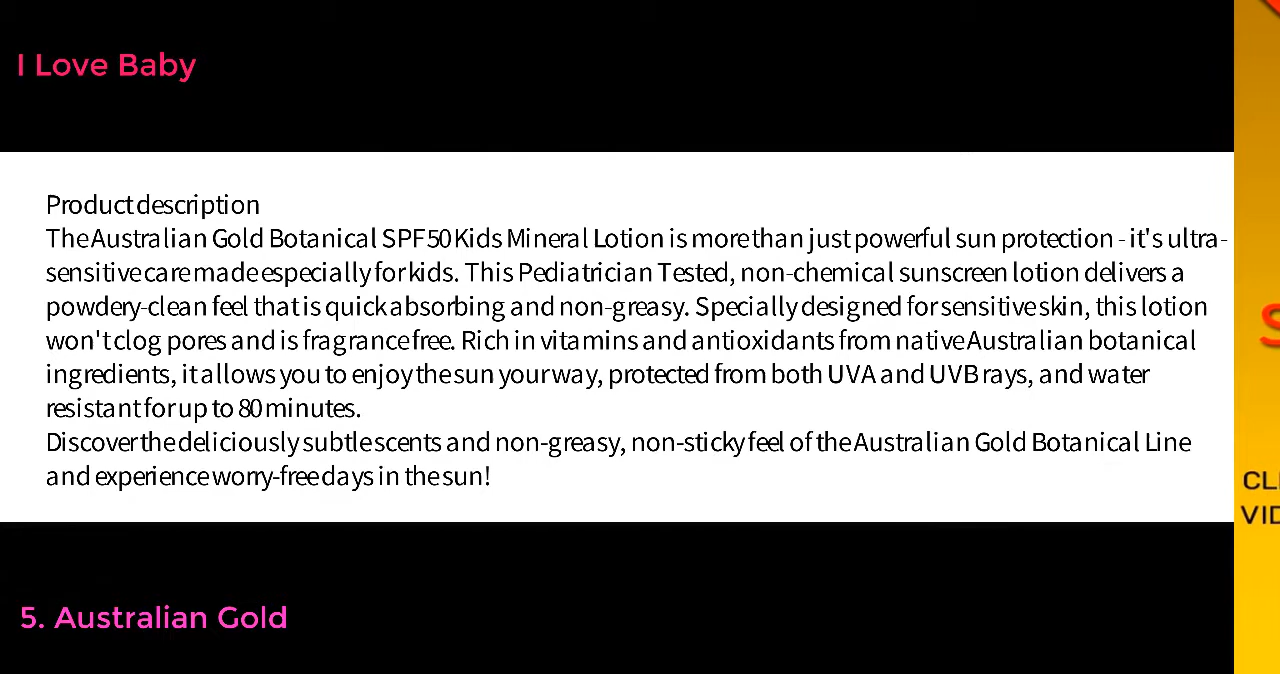 I Love Baby
Product description
The Australian Gold Botanical SPF 50 Kids Mineral Lotion is more than just powerful sun protection - it's ultra-
sensitive care made especially for kids. This Pediatrician Tested, non-chemical sunscreen lotion delivers a
powdery-clean feel that is quick absorbing and non-greasy. Specially designed for sensitive skin, this lotion
won't clog pores and is fragrance free. Rich in vitamins and antioxidants from native Australian botanical
ingredients, it allows you to enjoy the sun your way, protected from both UVA and UVB rays, and water
resistant for up to 80 minutes.
Discover the deliciously subtle scents and non-greasy, non-sticky feel of the Australian Gold Botanical Line
and experience worry-free days in the sun!
5. Australian Gold